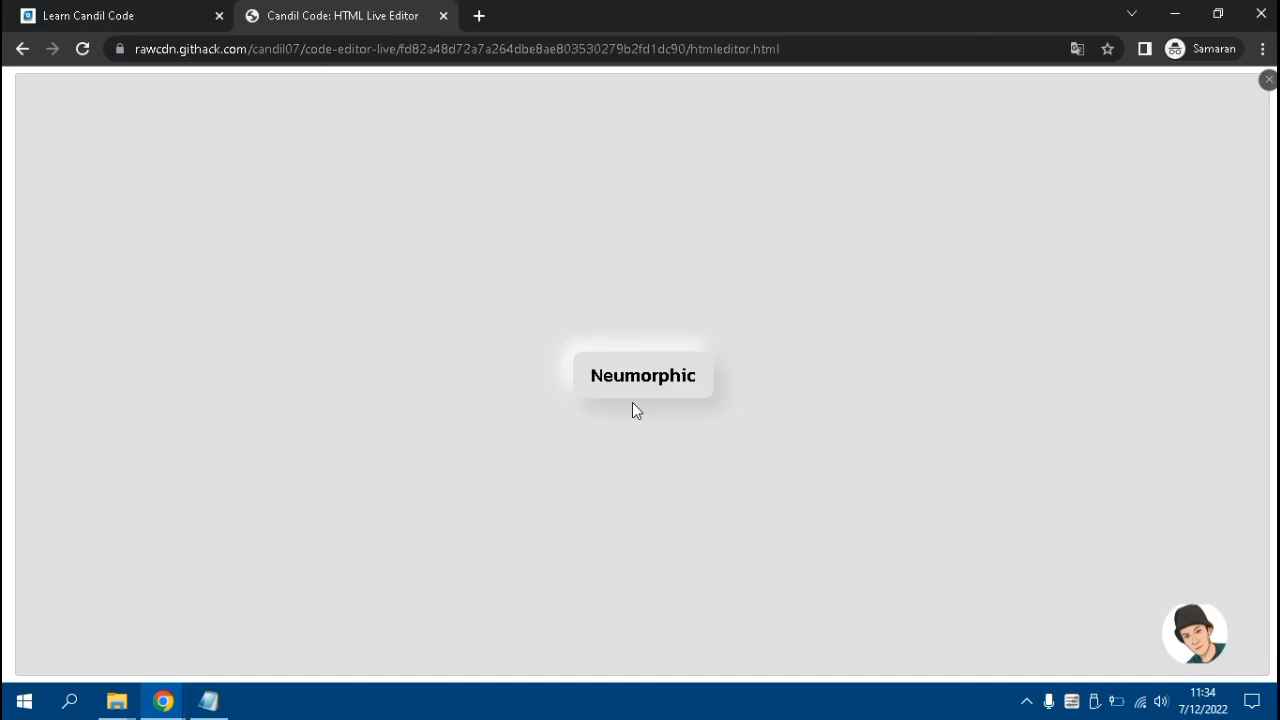 Learn Candil Code
Candil Code: HTML Live Editor
rawcdn.githack.com/candil07/code-editor-live/fd82a48d72a7a264dbe8ae803530279b2fd1dc90/htmleditor.html
Samaran
Neumorphic
11:34
7/12/2022